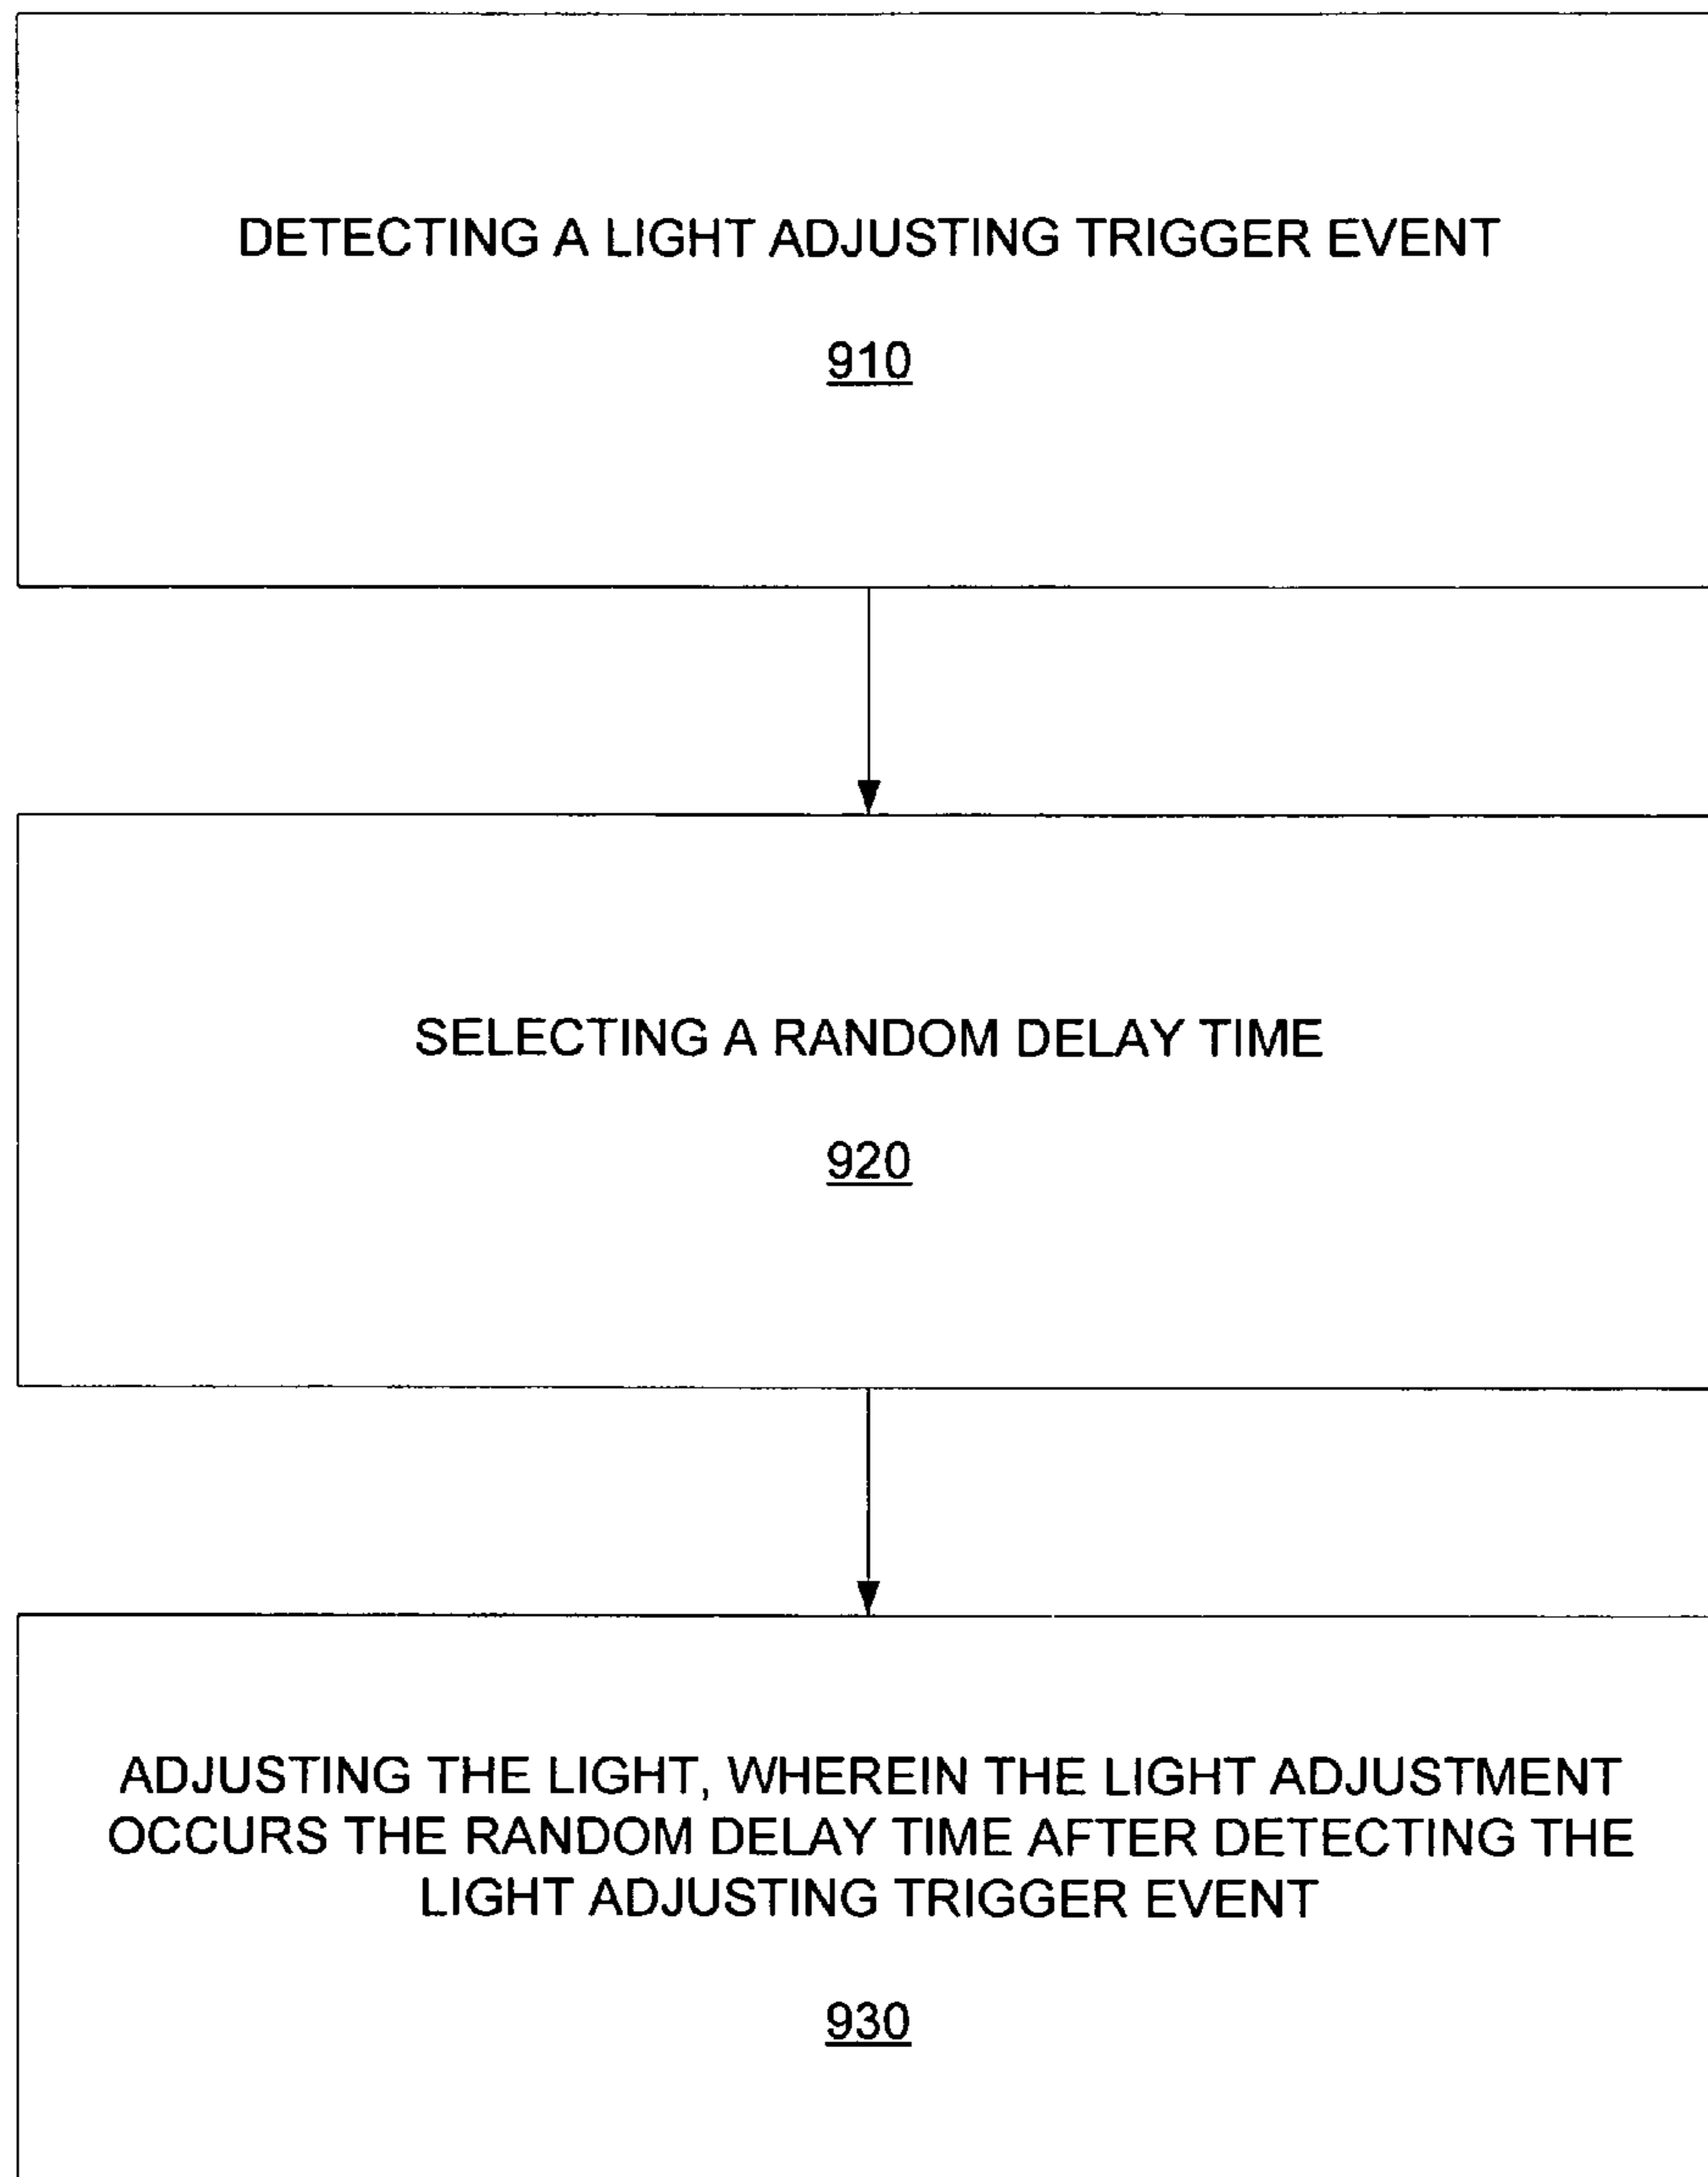 DETECTING A LIGHT ADJUSTING TRIGGER EVENT
910
SELECTING A RANDOM DELAY TIME
920
ADJUSTING THE LIGHT, WHEREIN THE LIGHT ADJUSTMENT
OCCURS THE RANDOM DELAY TIME AFTER DETECTING THE
LIGHT ADJUSTING TRIGGER EVENT
930